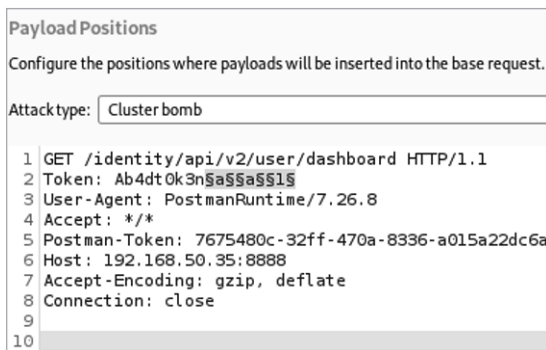 Payload Positions
Configure the positions where payloads will be inserted into the base request.
Attack type: Cluster bomb
1 GET /identity/api/v2/user/dashboard HTTP/1.1
2 Token: Ab4dt0k3n§a§§a§§1§
3 User-Agent: PostmanRuntime/7.26.8
4 Accept: */*
5 Postman-Token: 7675480c-32ff-470a-8336-a015a22dc6a
6 Host: 192.168.50.35:8888
7 Accept-Encoding: gzip, deflate
8 Connection: close
9
10